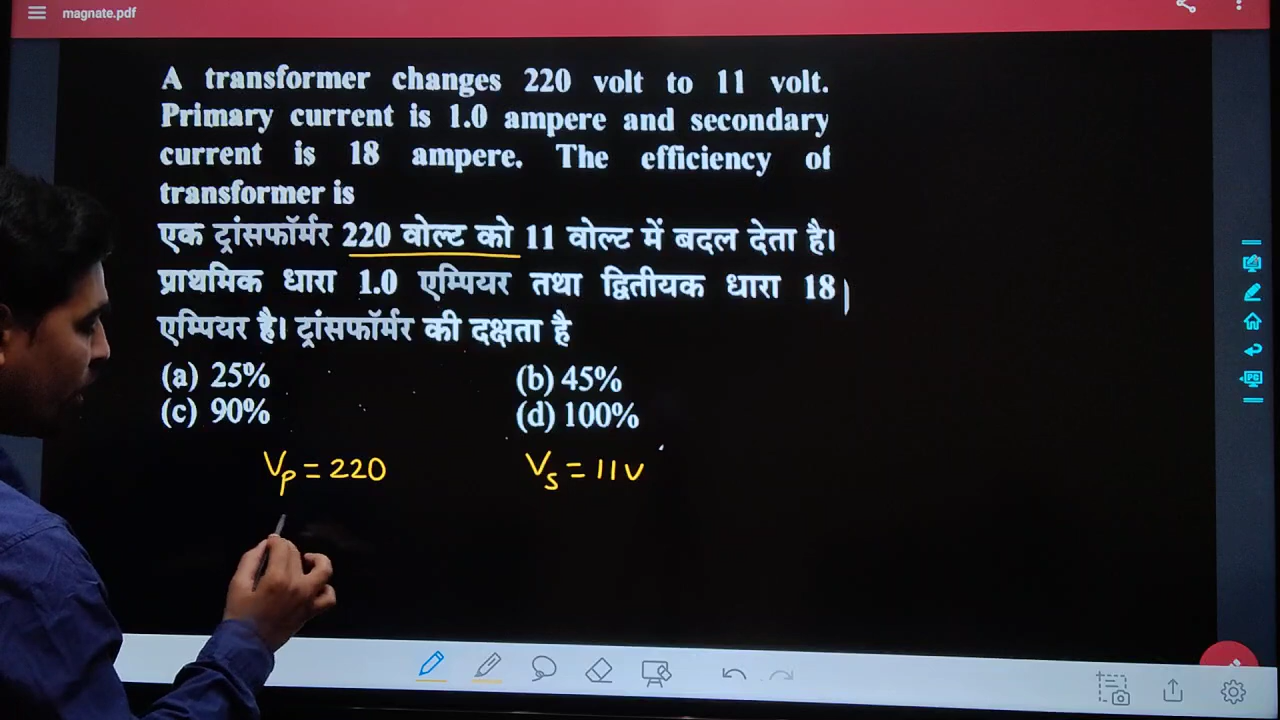 magnate.pdf
A transformer changes 220 volt to 11 volt.
Primary current is 1.0 ampere and secondary
current is 18 ampere. The efficiency of
transformer is
एक ट्रांसफॉर्मर 220 वोल्ट को 11 वोल्ट में बदल देता है।
प्राथमिक धारा 1.0 एम्पियर तथा द्वितीयक धारा 18
एम्पियर है। ट्रांसफॉर्मर की दक्षता है
(a) 25% (b) 45%
(c) 90% (d) 100%
Vp = 220 Vs = 11v
PC